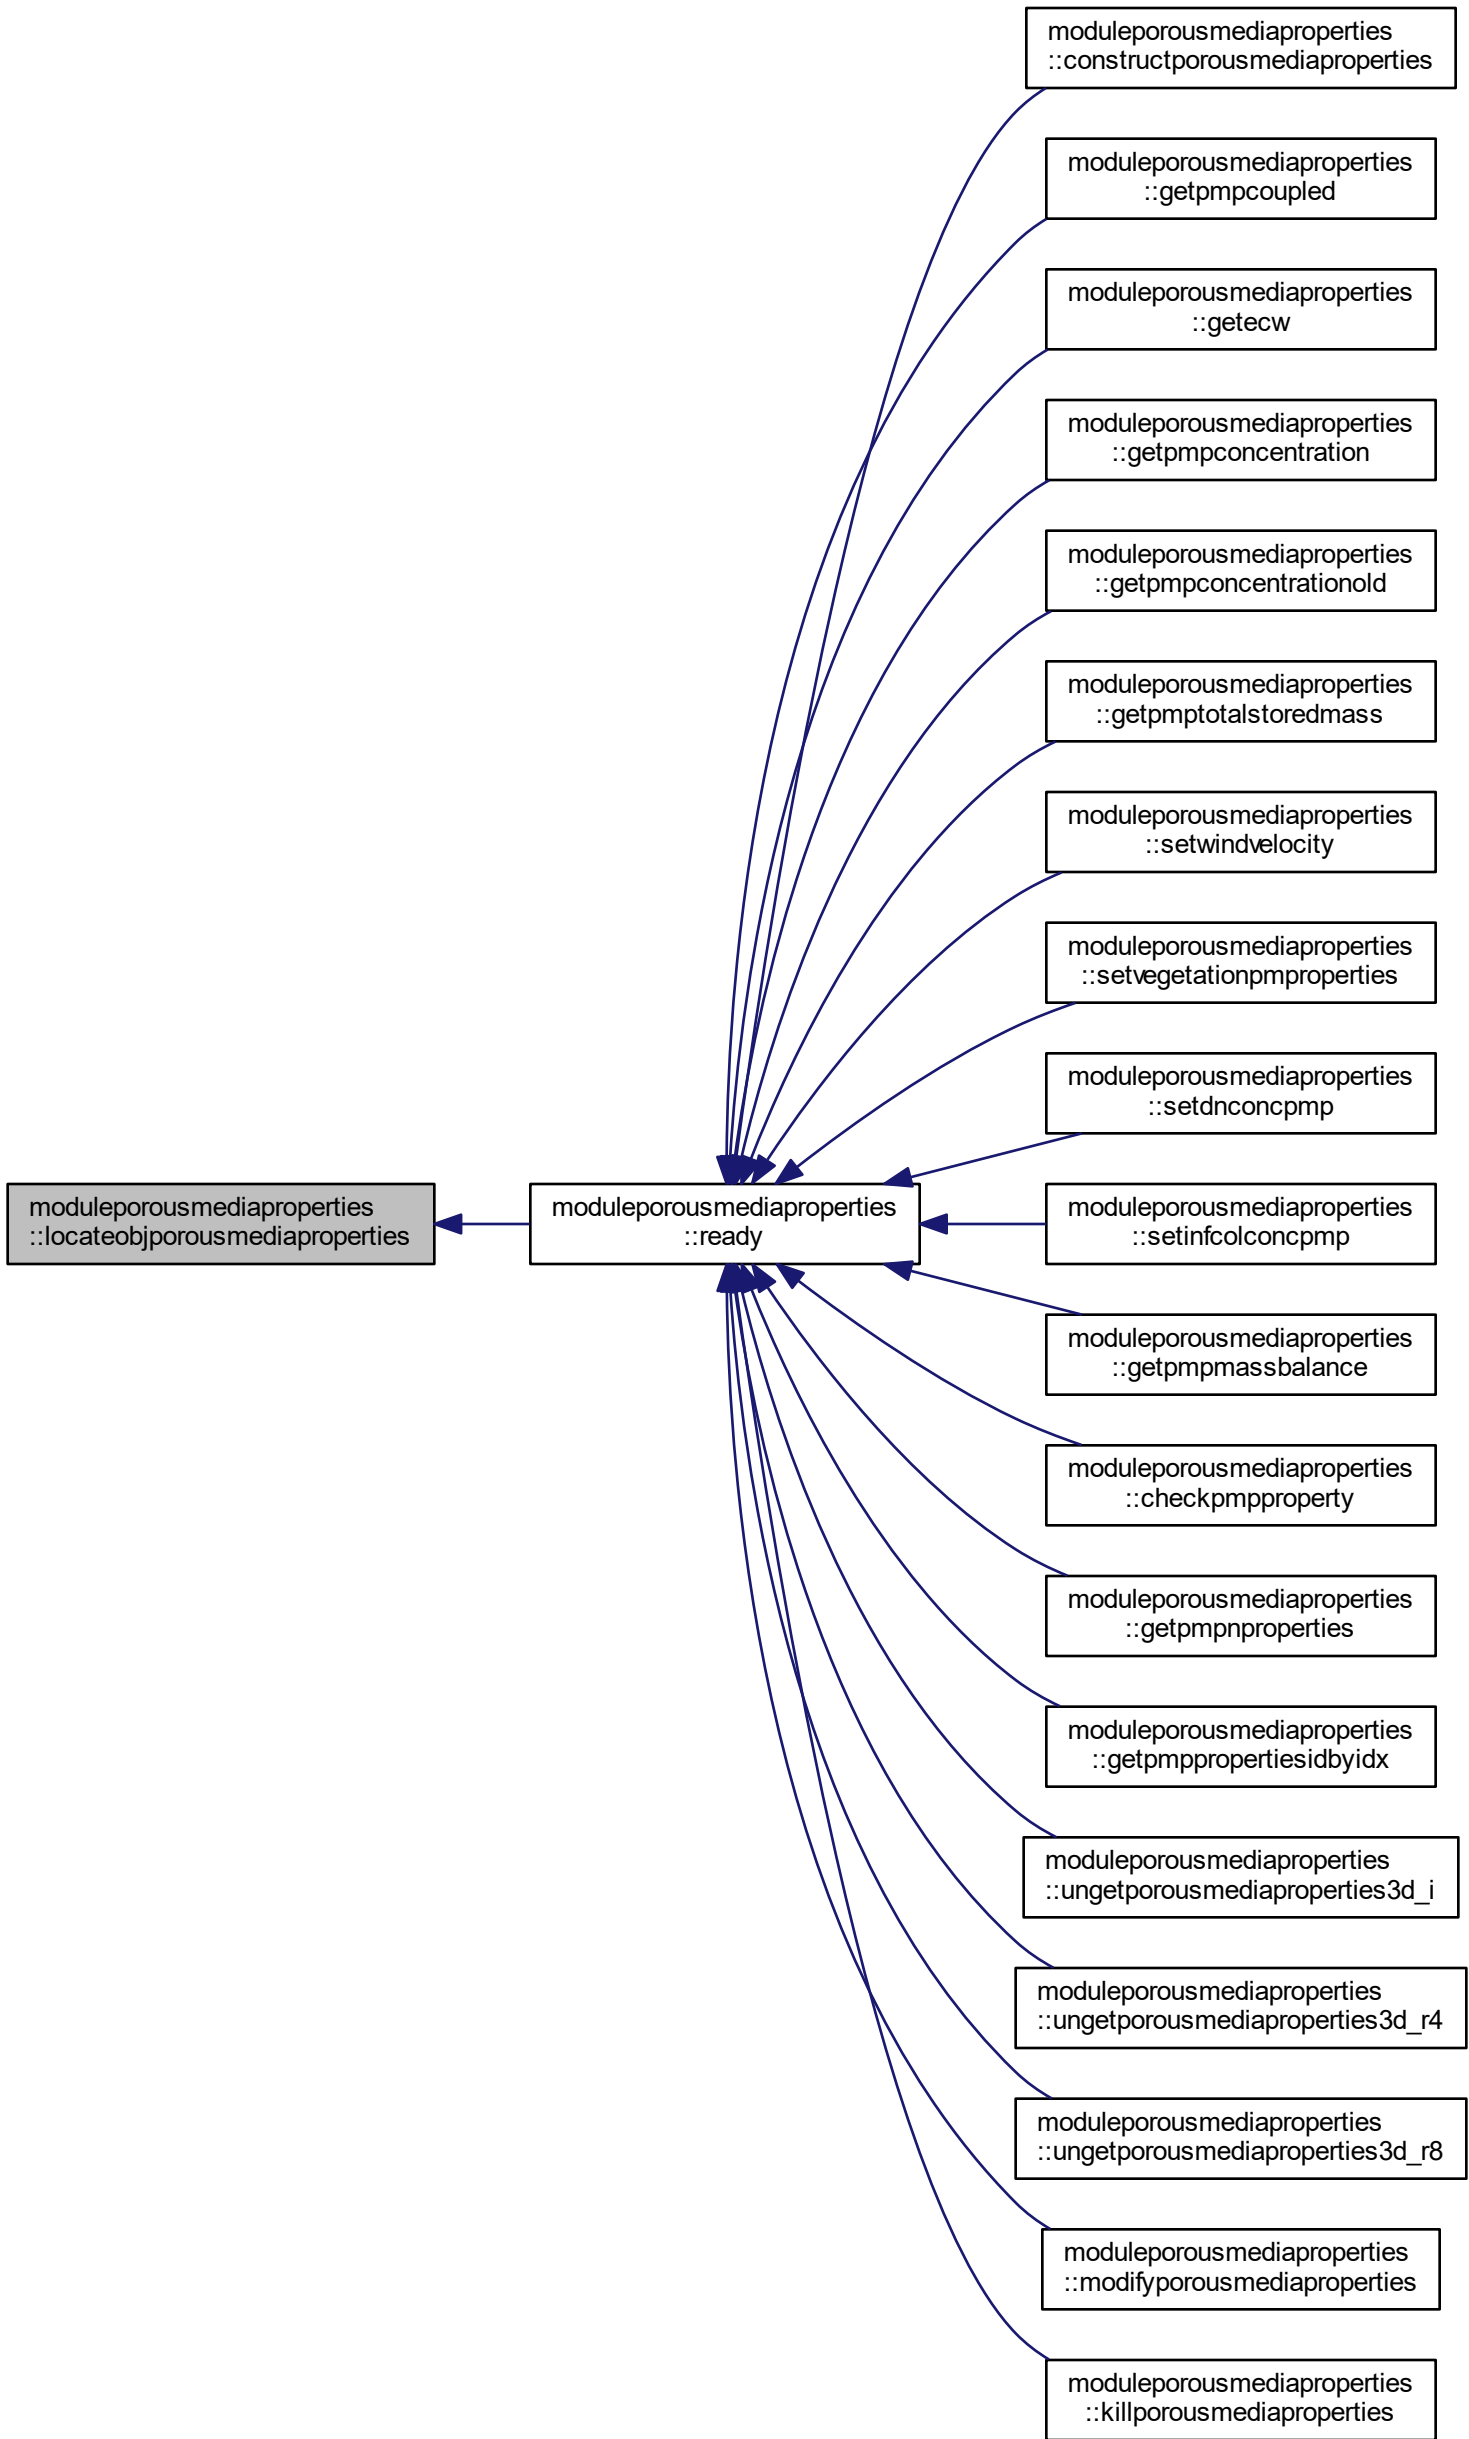 moduleporousmediaproperties
::constructporousmediaproperties
moduleporousmediaproperties
::getpmpcoupled
moduleporousmediaproperties
::getecw
moduleporousmediaproperties
::getpmpconcentration
moduleporousmediaproperties
::getpmpconcentrationold
moduleporousmediaproperties
::getpmptotalstoredmass
moduleporousmediaproperties
::setwindvelocity
moduleporousmediaproperties
::setvegetationpmproperties
moduleporousmediaproperties
::setdnconcpmp
moduleporousmediaproperties
::locateobjporousmediaproperties
moduleporousmediaproperties
::ready
moduleporousmediaproperties
::setinfcolconcpmp
moduleporousmediaproperties
::getpmpmassbalance
moduleporousmediaproperties
::checkpmpproperty
moduleporousmediaproperties
::getpmpnproperties
moduleporousmediaproperties
::getpmppropertiesidbyidx
moduleporousmediaproperties
::ungetporousmediaproperties3d_i
moduleporousmediaproperties
::ungetporousmediaproperties3d_r4
moduleporousmediaproperties
::ungetporousmediaproperties3d_r8
moduleporousmediaproperties
::modifyporousmediaproperties
moduleporousmediaproperties
::killporousmediaproperties